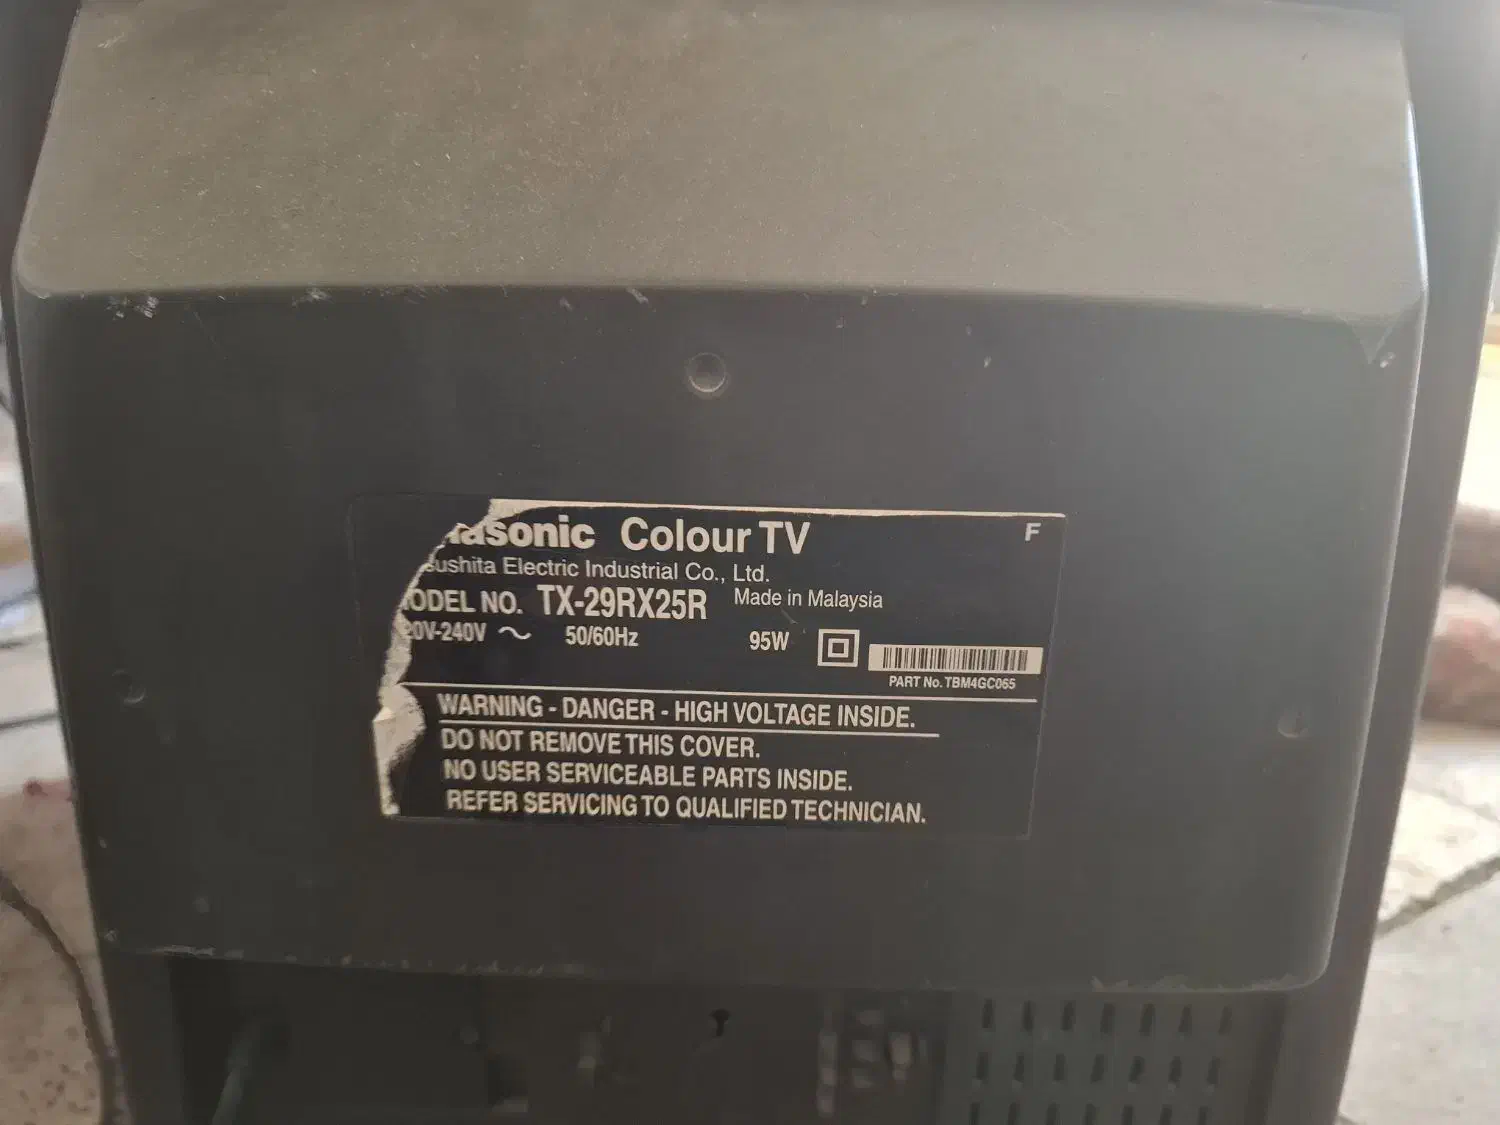 nasonic Colour TV F
sushita Electric Industrial Co., Ltd.
ODEL NO. TX-29RX25R Made in Malaysia
20V-240V ~ 50/60Hz 95W
PART No. TBM4GC065
WARNING - DANGER - HIGH VOLTAGE INSIDE.
DO NOT REMOVE THIS COVER.
NO USER SERVICEABLE PARTS INSIDE.
REFER SERVICING TO QUALIFIED TECHNICIAN.